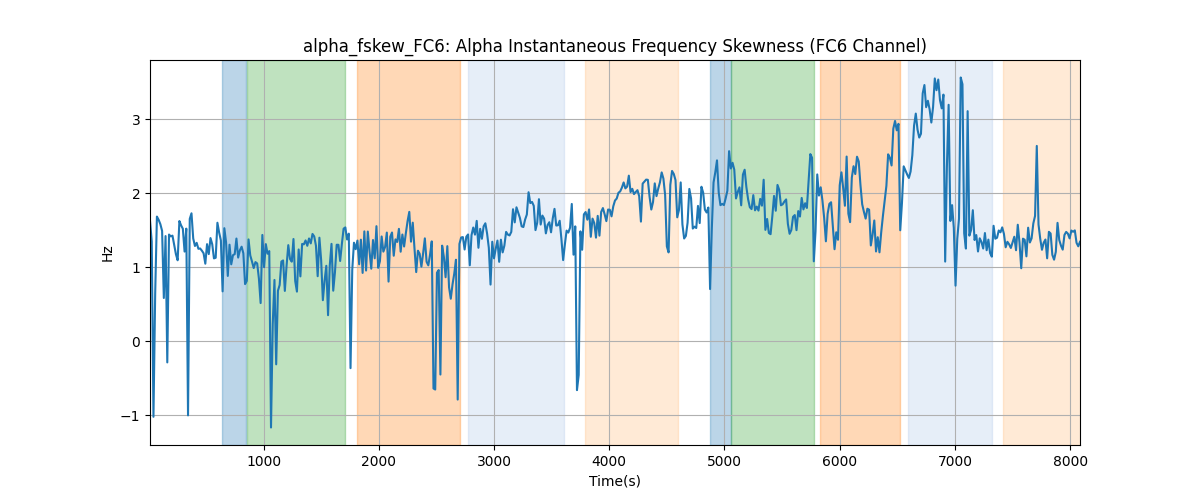 alpha_fskew_FC6: Alpha Instantaneous Frequency Skewness (FC6 Channel)
Hz
3
2
1
0
−1
1000 2000 3000 4000 5000 6000 7000 8000
Time(s)